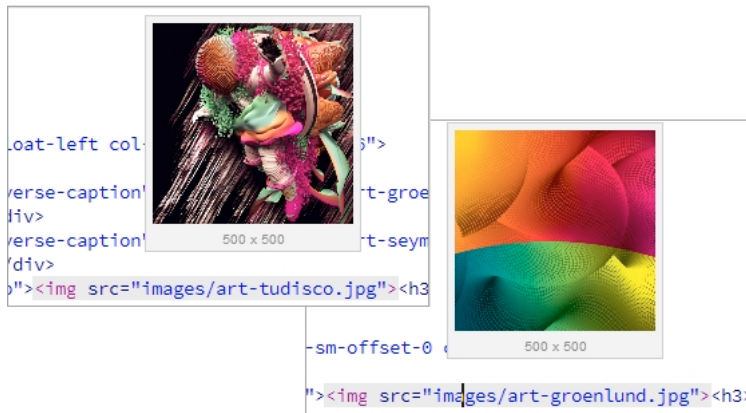 loat-left col- 6">
verse-caption" rt-groe
div>
verse-caption" rt-seym
/div>
"><img src="images/art-tudisco.jpg"><h3
500 x 500
-sm-offset-0
"><img src="images/art-groenlund.jpg"><h3>
500 x 500